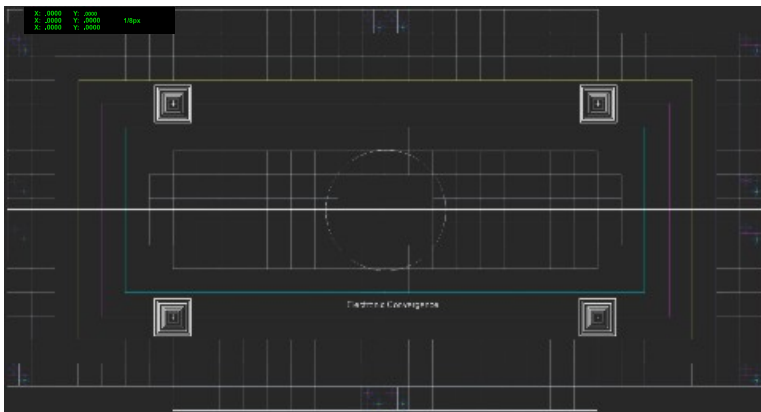 X: .0000 Y: .0000
X: .0000 Y: .0000 1/8px
X: .0000 Y: .0000
Electronic Convergence